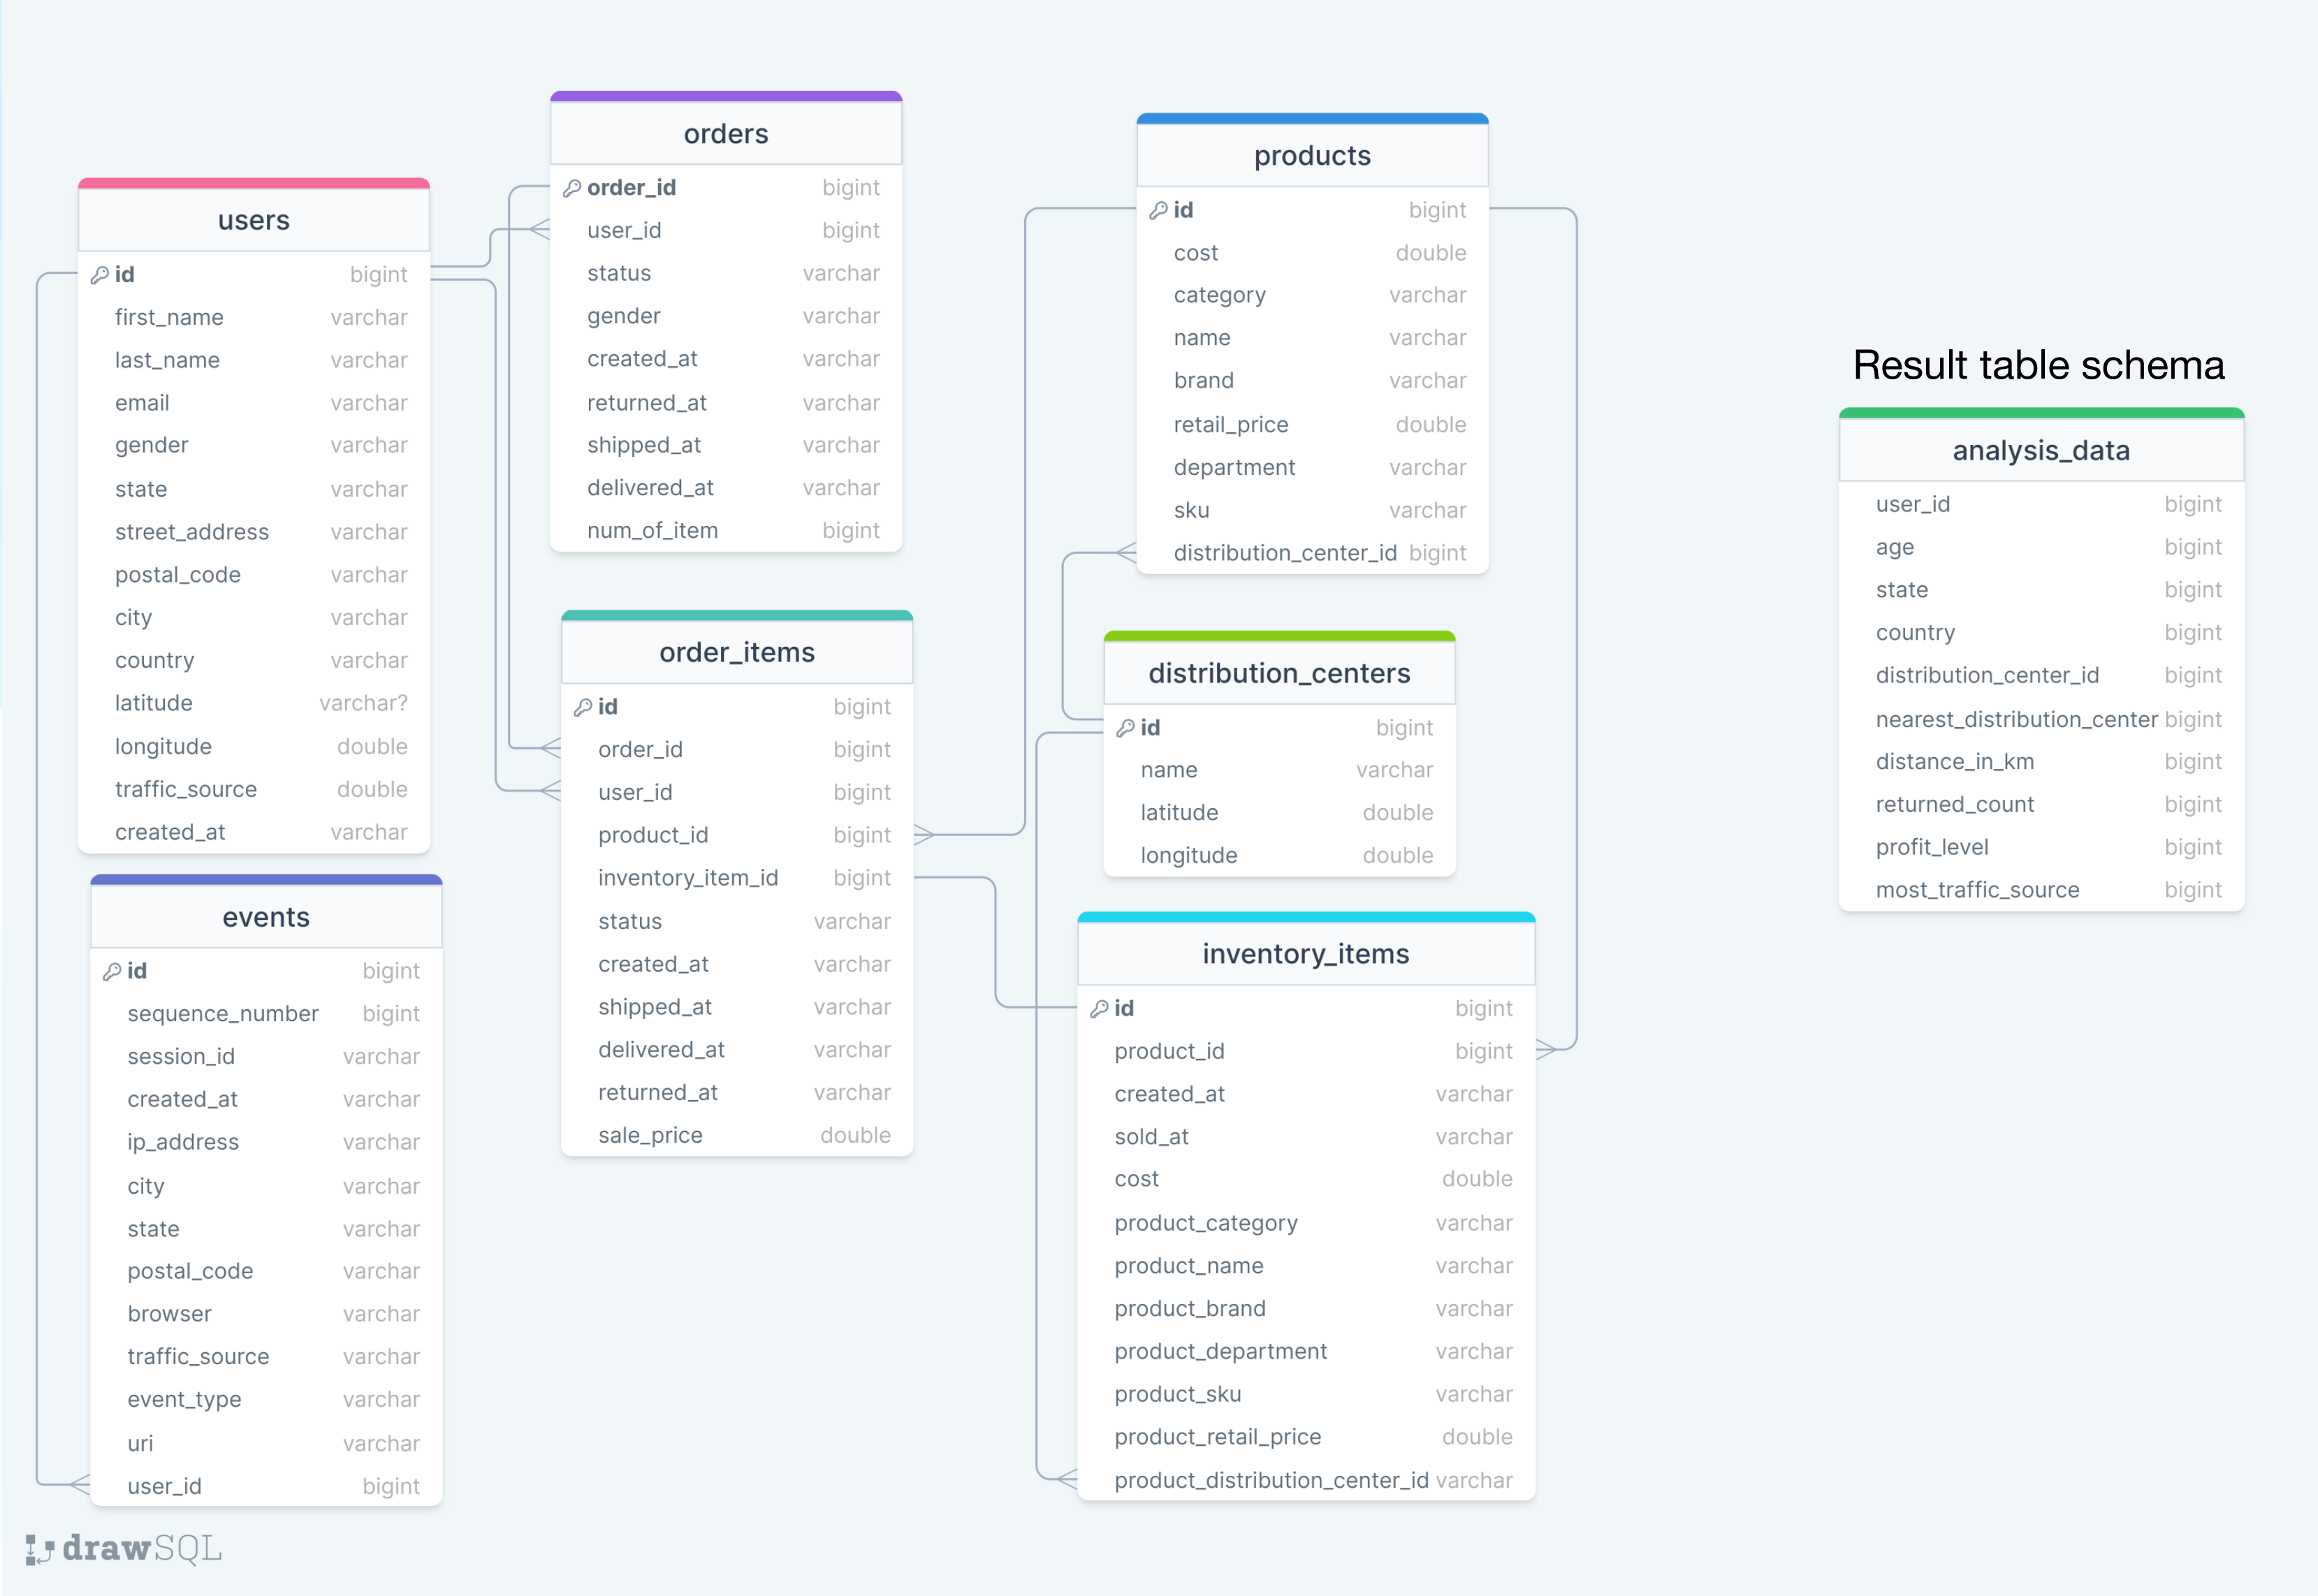 users
id bigint
first_name varchar
last_name varchar
email varchar
gender varchar
state varchar
street_address varchar
postal_code varchar
city varchar
country varchar
latitude varchar?
longitude double
traffic_source double
created_at varchar
events
id bigint
sequence_number bigint
session_id varchar
created_at varchar
ip_address varchar
city varchar
state varchar
postal_code varchar
browser varchar
traffic_source varchar
event_type varchar
uri varchar
user_id bigint
orders
order_id bigint
user_id bigint
status varchar
gender varchar
created_at varchar
returned_at varchar
shipped_at varchar
delivered_at varchar
num_of_item bigint
order_items
id bigint
order_id bigint
user_id bigint
product_id bigint
inventory_item_id bigint
status varchar
created_at varchar
shipped_at varchar
delivered_at varchar
returned_at varchar
sale_price double
products
id bigint
cost double
category varchar
name varchar
brand varchar
retail_price double
department varchar
sku varchar
distribution_center_id bigint
distribution_centers
id bigint
name varchar
latitude double
longitude double
inventory_items
id bigint
product_id bigint
created_at varchar
sold_at varchar
cost double
product_category varchar
product_name varchar
product_brand varchar
product_department varchar
product_sku varchar
product_retail_price double
product_distribution_center_id varchar
Result table schema
analysis_data
user_id bigint
age bigint
state bigint
country bigint
distribution_center_id bigint
nearest_distribution_center bigint
distance_in_km bigint
returned_count bigint
profit_level bigint
most_traffic_source bigint
drawSQL